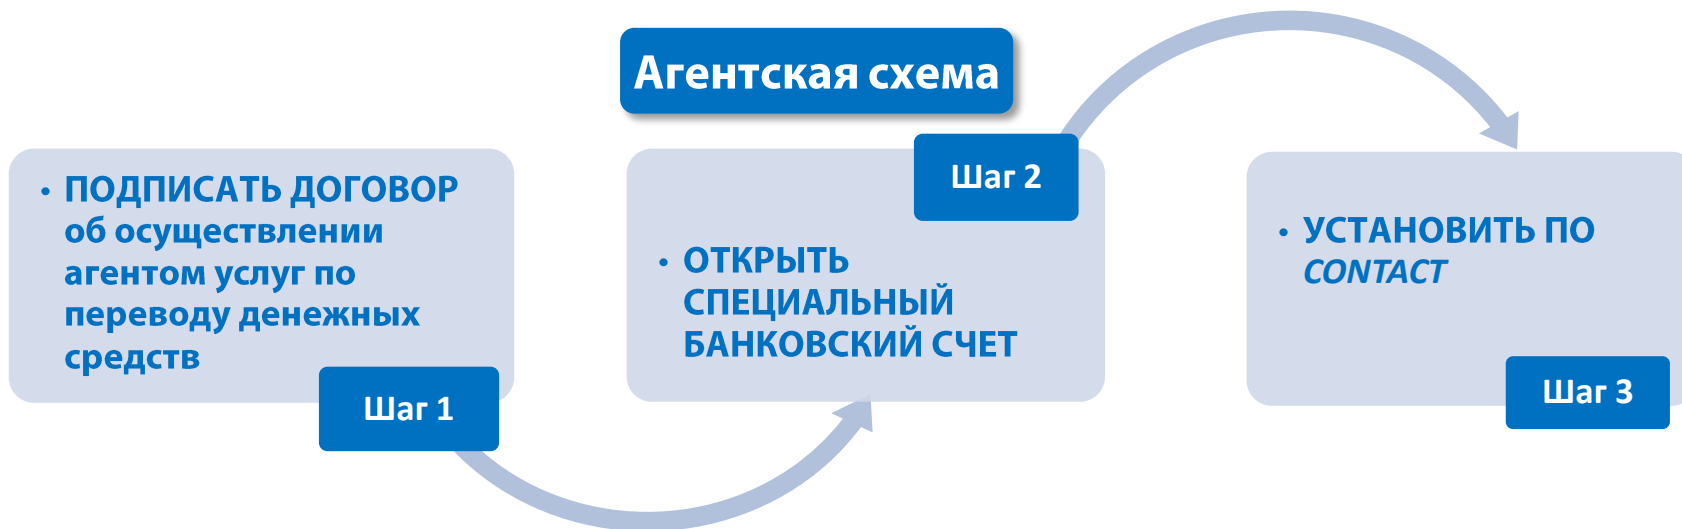 Агентская схема
• ПОДПИСАТЬ ДОГОВОР
об осуществлении
агентом услуг по
переводу денежных
средств
Шаг 1
Шаг 2
• ОТКРЫТЬ
СПЕЦИАЛЬНЫЙ
БАНКОВСКИЙ СЧЕТ
• УСТАНОВИТЬ ПО
CONTACT
Шаг 3